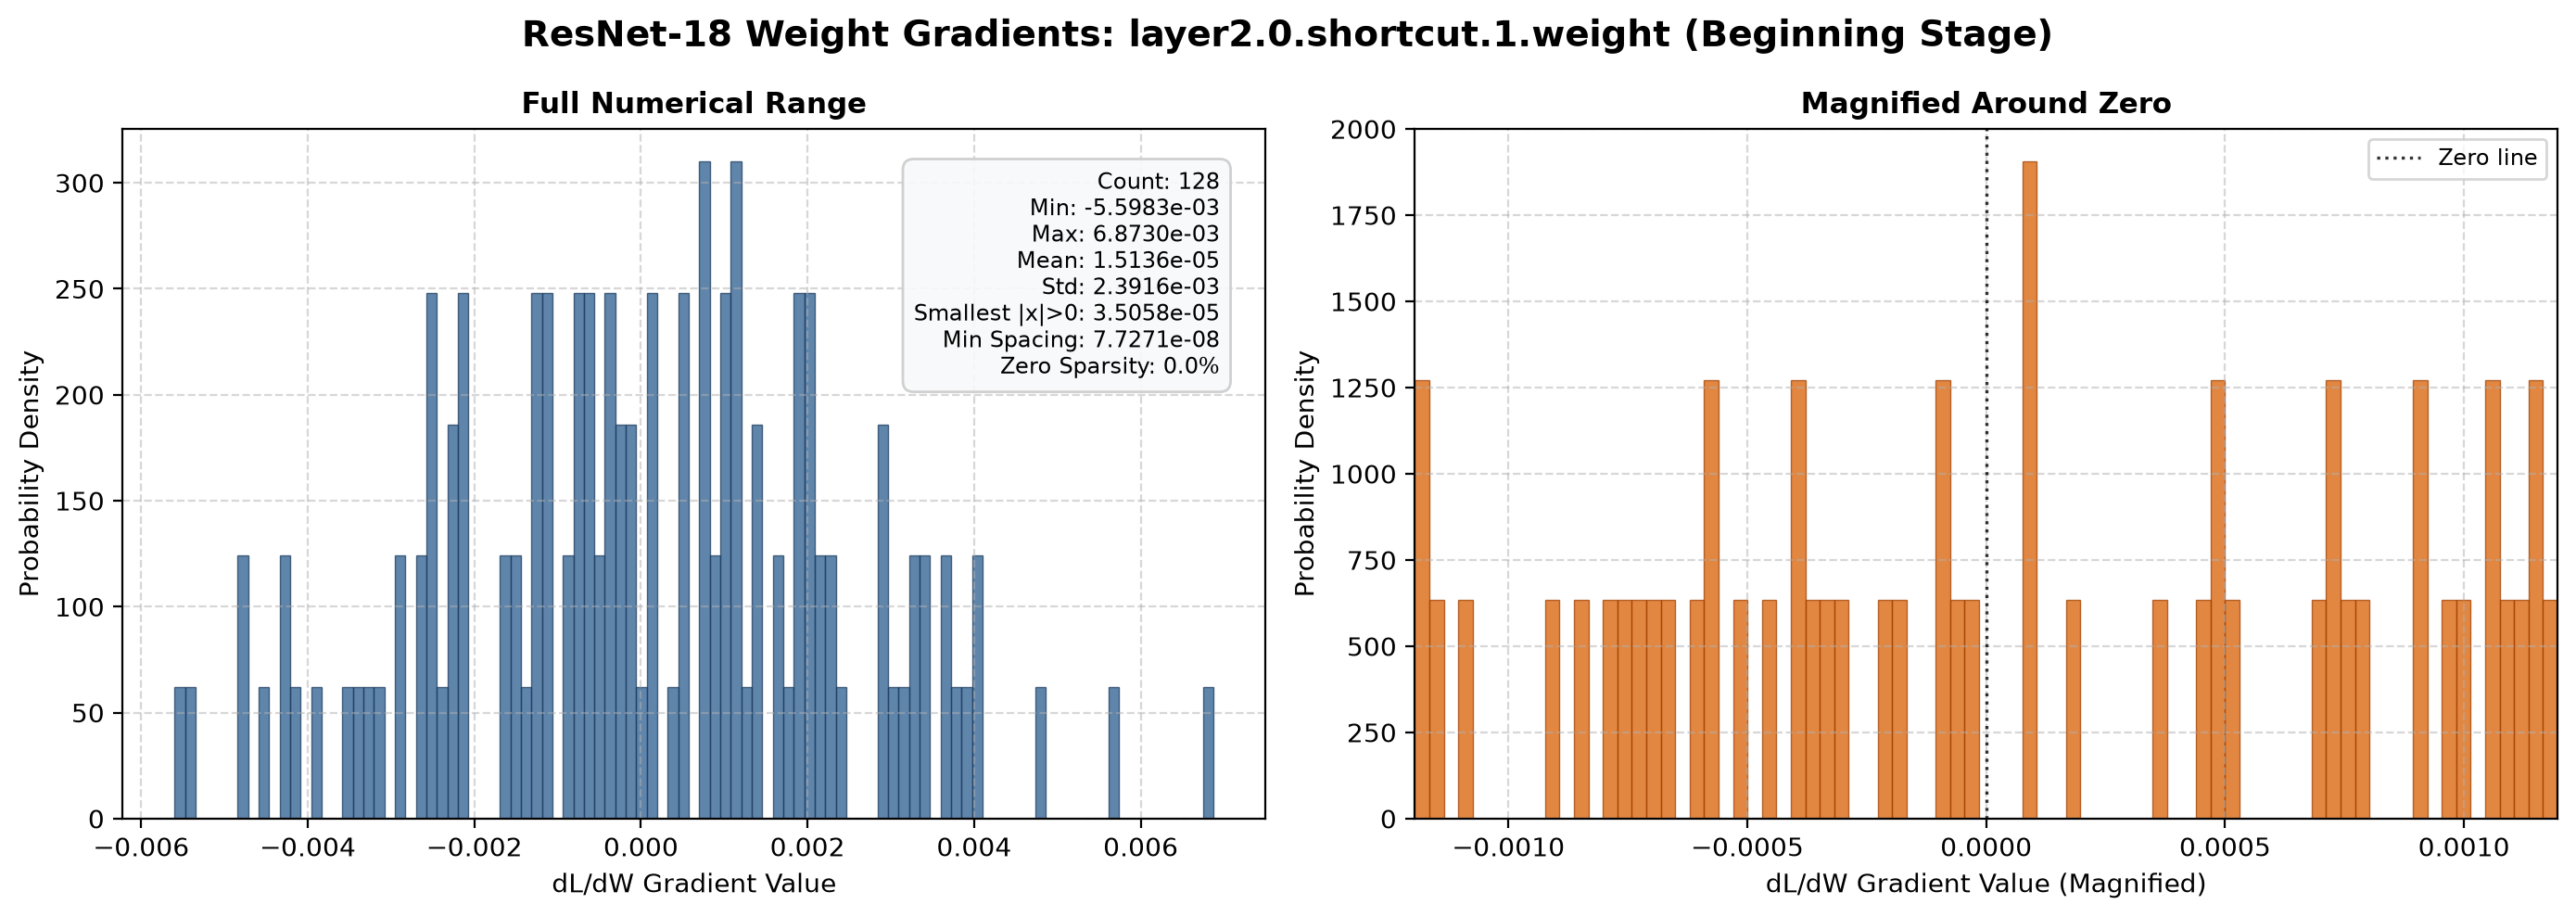 ResNet-18 Weight Gradients: layer2.0.shortcut.1.weight (Beginning Stage)
Full Numerical Range
Probability Density
300
250
200
150
100
50
0
−0.006 −0.004 −0.002 0.000 0.002 0.004 0.006
dL/dW Gradient Value
Count: 128
Min: -5.5983e-03
Max: 6.8730e-03
Mean: 1.5136e-05
Std: 2.3916e-03
Smallest |x|>0: 3.5058e-05
Min Spacing: 7.7271e-08
Zero Sparsity: 0.0%
Magnified Around Zero
Probability Density
2000
1750
1500
1250
1000
750
500
250
0
−0.0010 −0.0005 0.0000 0.0005 0.0010
dL/dW Gradient Value (Magnified)
Zero line